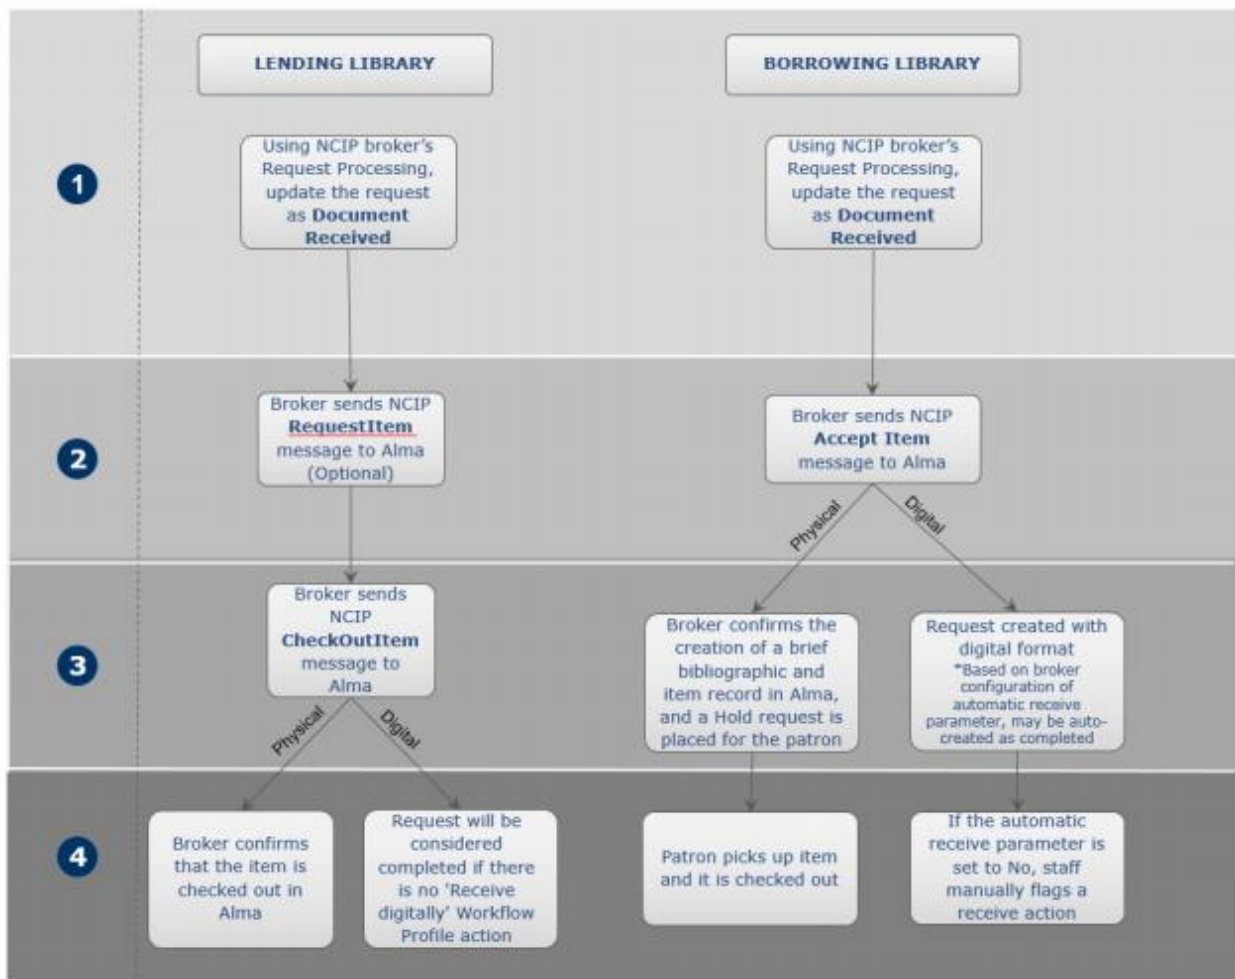 LENDING LIBRARY
BORROWING LIBRARY
1
Using NCIP broker's
Request Processing,
update the request
as Document
Received
Using NCIP broker's
Request Processing,
update the request
as Document
Received
2
Broker sends NCIP
RequestItem
message to Alma
(Optional)
Broker sends NCIP
Accept Item
message to Alma
Physical
Digital
3
Broker sends
NCIP
CheckOutItem
message to
Alma
Broker confirms the
creation of a brief
bibliographic and
item record in Alma,
and a Hold request is
placed for the patron
Request created with
digital format
*Based on broker
configuration of
automatic receive
parameter, may be auto-
created as completed
Physical
Digital
4
Broker confirms
that the item is
checked out in
Alma
Request will be
considered
completed if there
is no 'Receive
digitally' Workflow
Profile action
Patron picks up item
and it is checked out
If the automatic
receive parameter is
set to No, staff
manually flags a
receive action